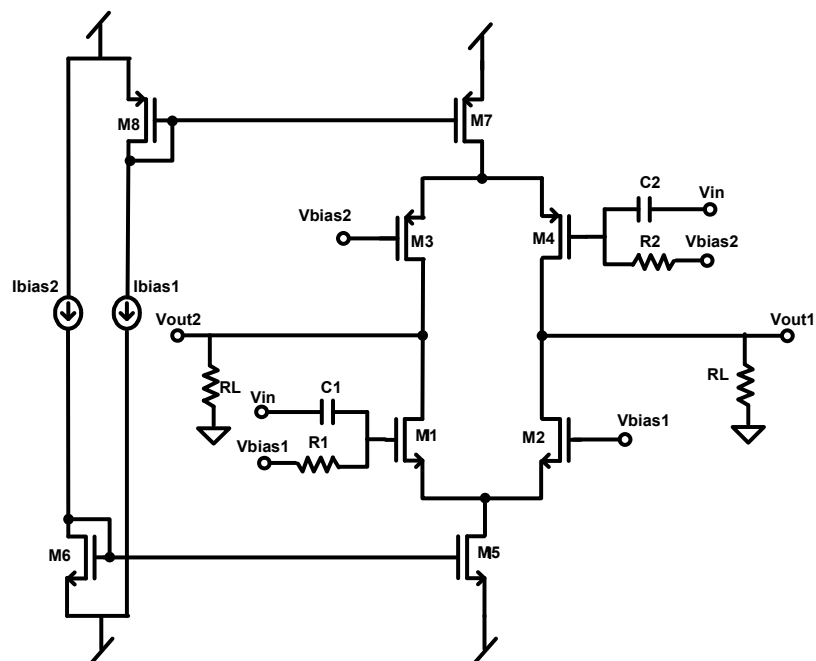 M8
M7
C2
Vin
Vbias2
M3
M4
R2
Vbias2
Ibias2
Ibias1
Vout2
Vout1
RL
C1
RL
Vin
Vbias1
R1
M1
M2
Vbias1
M6
M5